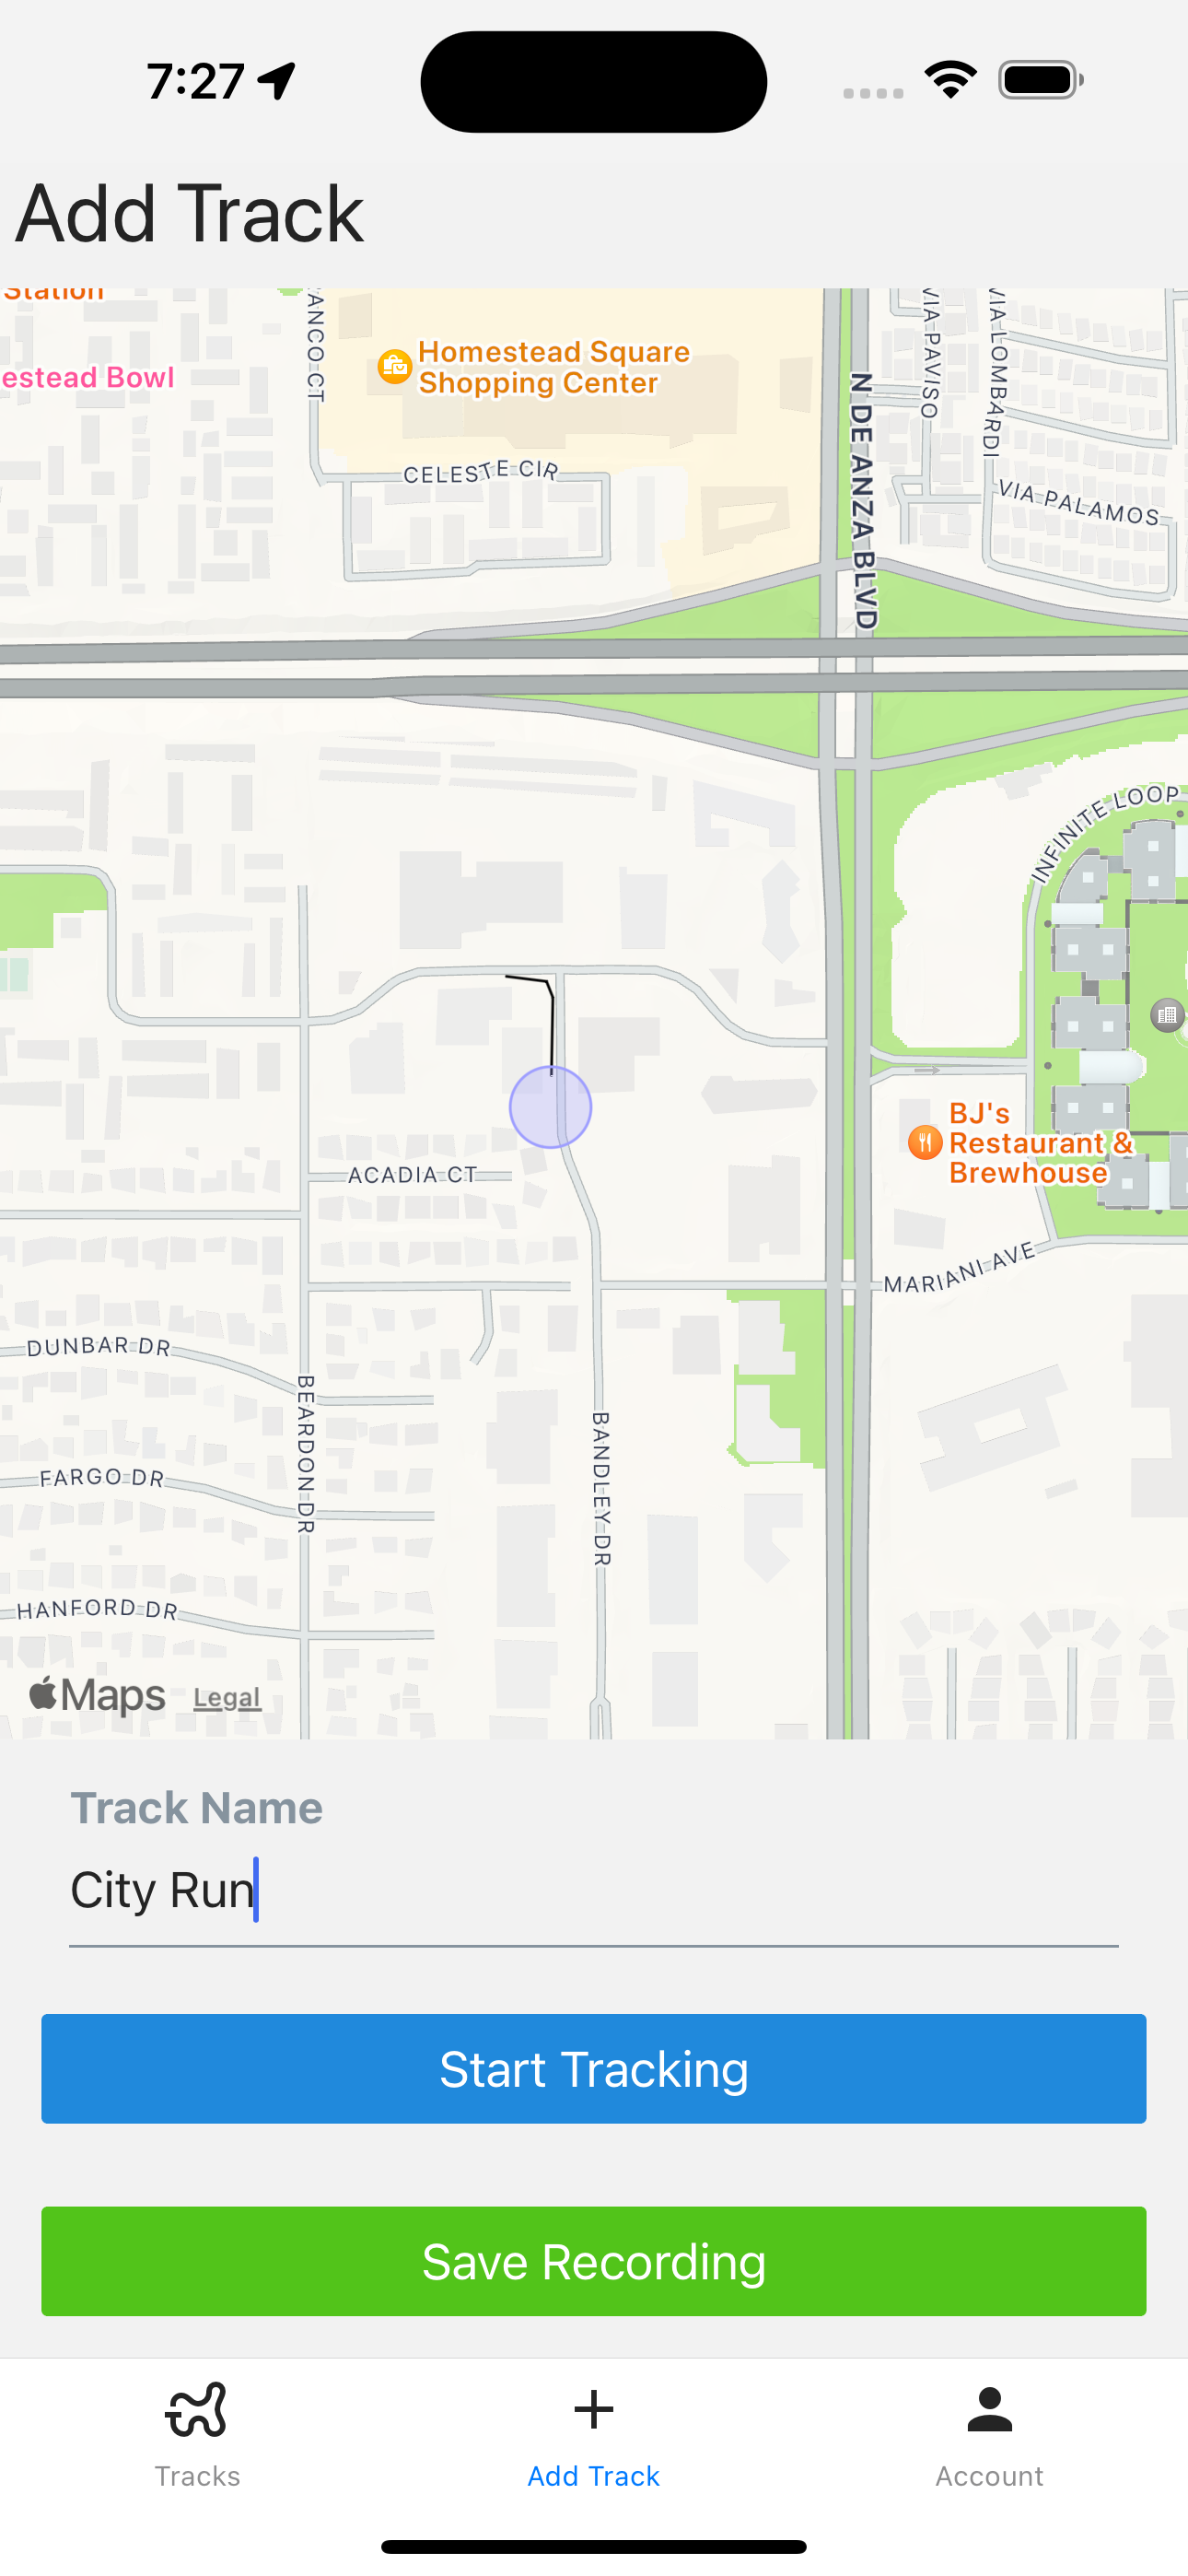 7:27
Add Track
Station
ANCO CT
Homestead Square
Shopping Center
estead Bowl
CELESTE CIR
N DE ANZA BLVD
VIA PAVISO
VIA LOMBARDI
VIA PALAMOS
INFINITE LOOP
BJ's
Restaurant &
Brewhouse
ACADIA CT
MARIANI AVE
DUNBAR DR
BEARDON DR
BANDLEY DR
FARGO DR
HANFORD DR
Maps
Legal
Track Name
City Run
Start Tracking
Save Recording
Tracks
Add Track
Account